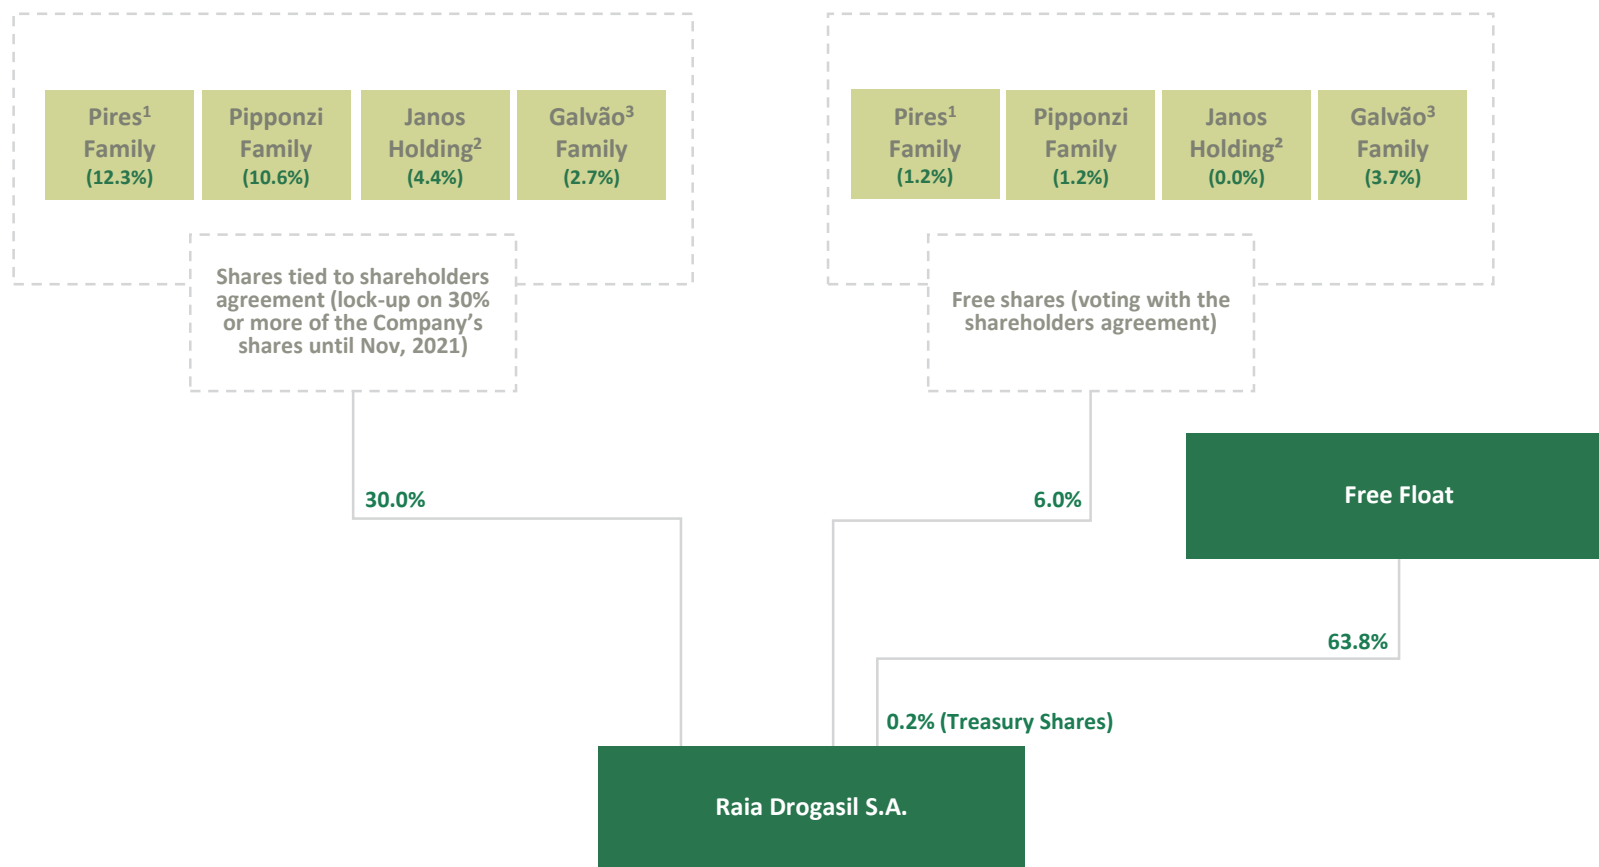 Pires¹
Family
(12.3%)
Pipponzi
Family
(10.6%)
Janos
Holding²
(4.4%)
Galvão³
Family
(2.7%)
Shares tied to shareholders
agreement (lock-up on 30%
or more of the Company’s
shares until Nov, 2021)
Pires¹
Family
(1.2%)
Pipponzi
Family
(1.2%)
Janos
Holding²
(0.0%)
Galvão³
Family
(3.7%)
Free shares (voting with the
shareholders agreement)
30.0%
6.0%
Free Float
63.8%
0.2% (Treasury Shares)
Raia Drogasil S.A.